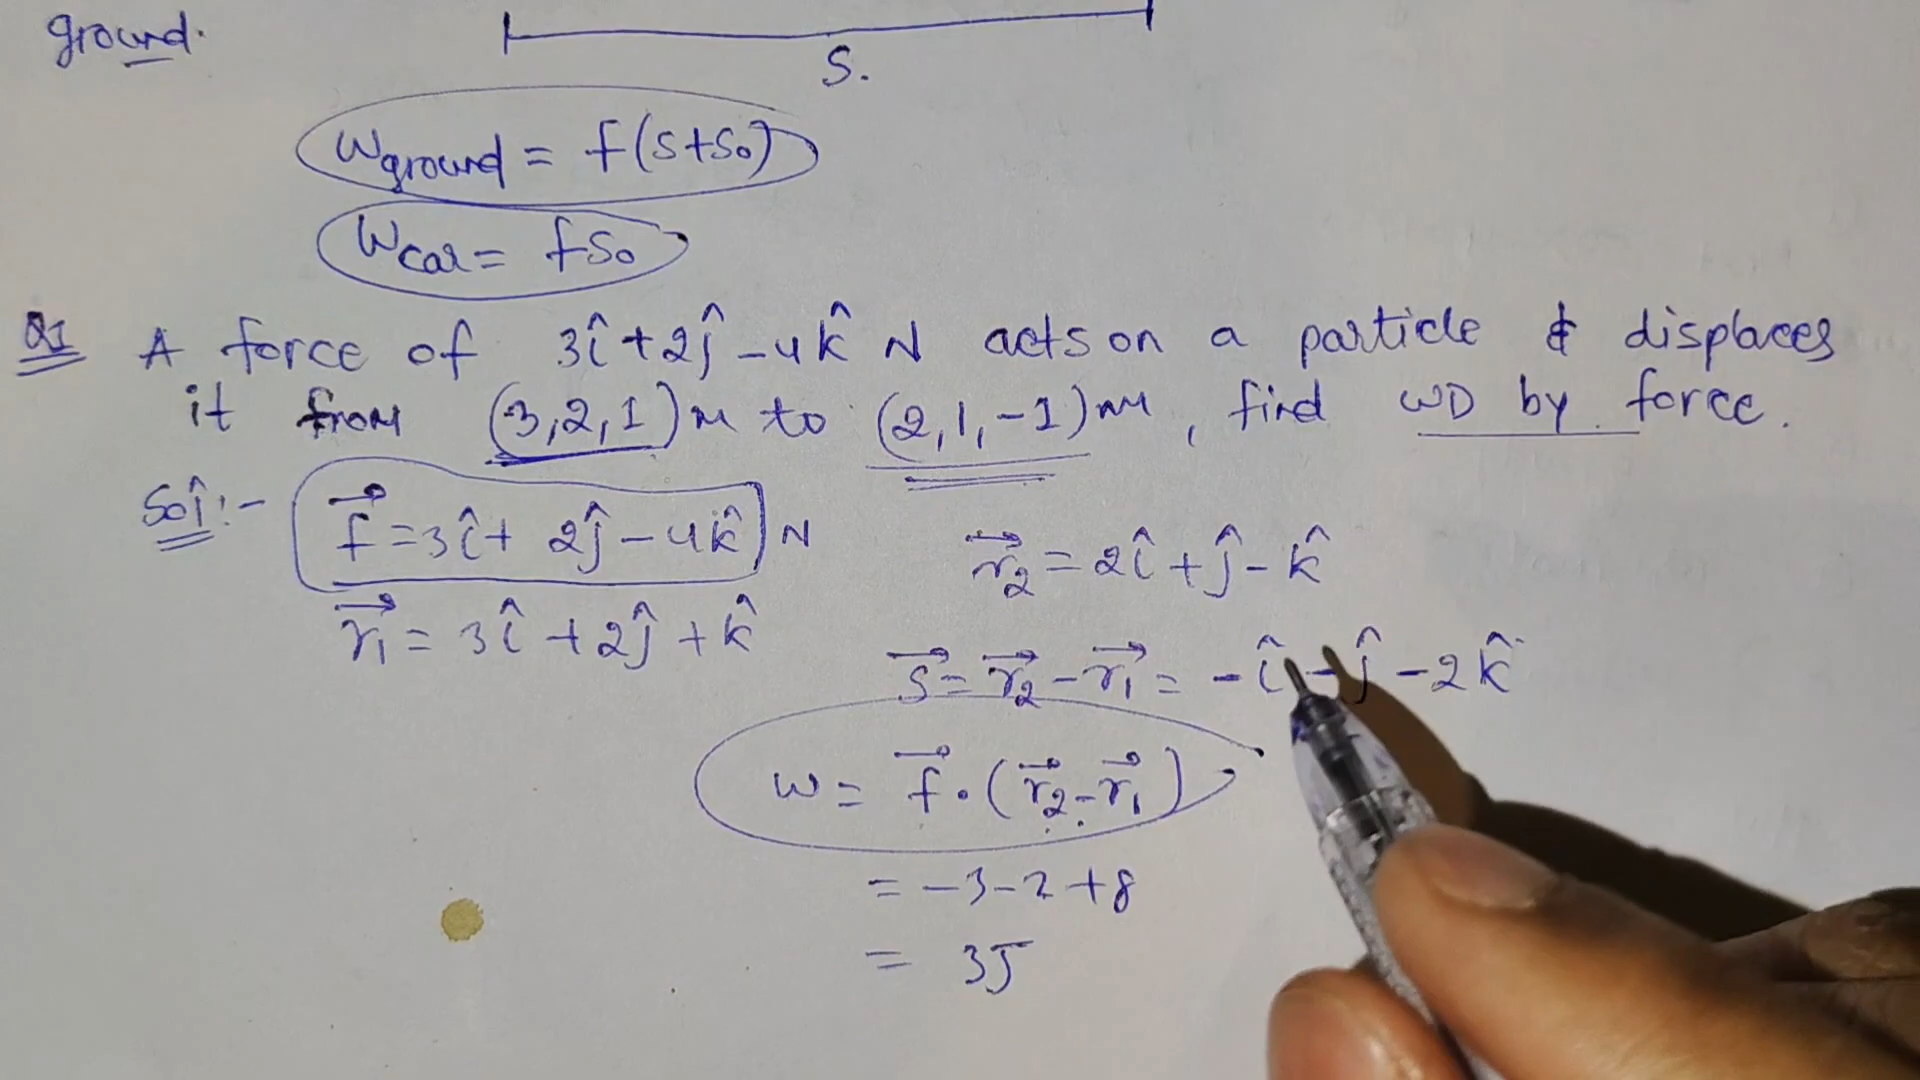 ground.
S.
Wground = f(s+s₀)
Wcar = fs₀
Q1 A force of 3î+2ĵ-4k̂ N acts on a particle & displaces
it from (3,2,1)m to (2,1,-1)m, find WD by force.
Sol:- f⃗ = 3î+2ĵ-4k̂ N
r⃗₂ = 2î+ĵ-k̂
r⃗₁ = 3î+2ĵ+k̂
s⃗ = r⃗₂-r⃗₁ = -î-ĵ-2k̂
W = f⃗·(r⃗₂-r⃗₁)
= -3-2+8
= 3J